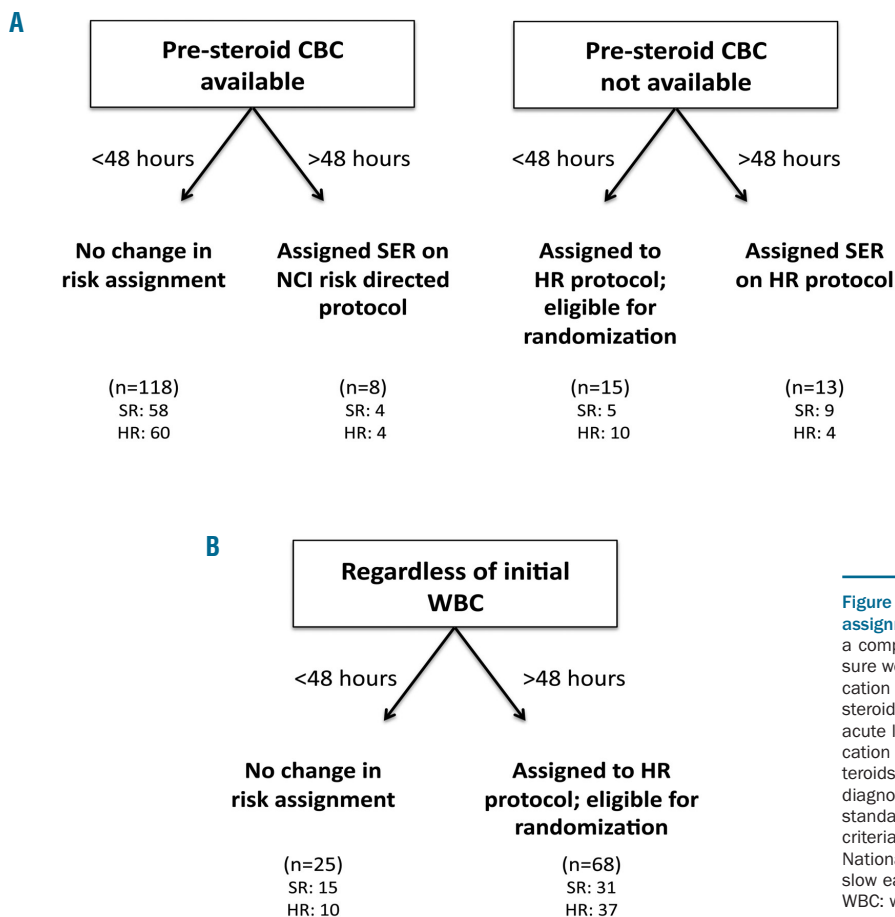 A
Pre-steroid CBC
available
<48 hours
>48 hours
No change in
risk assignment
(n=118)
SR: 58
HR: 60
Assigned SER on
NCI risk directed
protocol
(n=8)
SR: 4
HR: 4
Pre-steroid CBC
not available
<48 hours
>48 hours
Assigned to
HR protocol;
eligible for
randomization
(n=15)
SR: 5
HR: 10
Assigned SER
on HR protocol
(n=13)
SR: 9
HR: 4
B
Regardless of initial
WBC
<48 hours
>48 hours
No change in
risk assignment
(n=25)
SR: 15
HR: 10
Assigned to HR
protocol; eligible for
randomization
(n=68)
SR: 31
HR: 37
Figure
assign
a comp
sure we
cation
steroid
acute l
cation
teroids
diagno
standa
criteria
Nationa
slow ea
WBC: